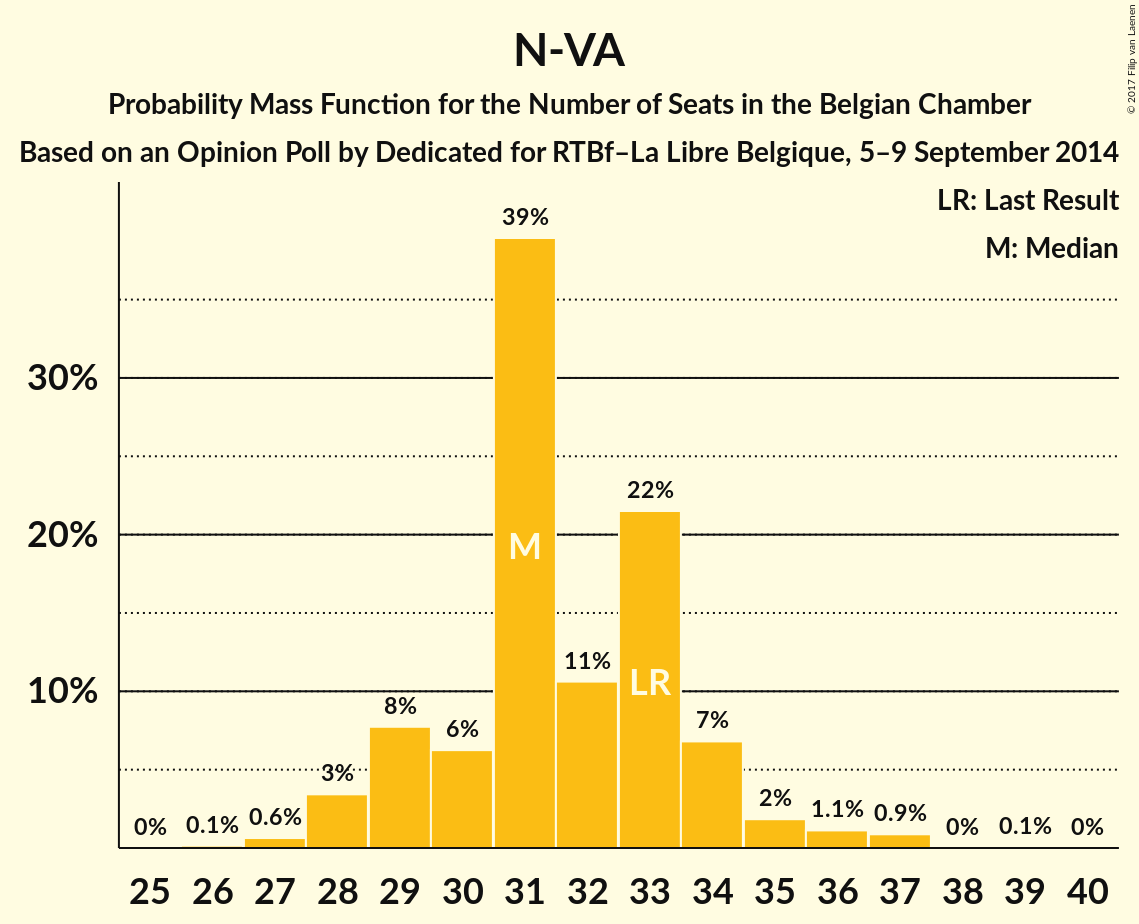 N-VA
Probability Mass Function for the Number of Seats in the Belgian Chamber
Based on an Opinion Poll by Dedicated for RTBf–La Libre Belgique, 5–9 September 2014
© 2017 Filip van Laenen
LR: Last Result
M: Median
39%
30%
22%
20%
M
11%
LR
10%
8%
7%
6%
3%
2%
1.1%
0.9%
0.6%
0%
0.1%
0%
0.1%
0%
25 26 27 28 29 30 31 32 33 34 35 36 37 38 39 40